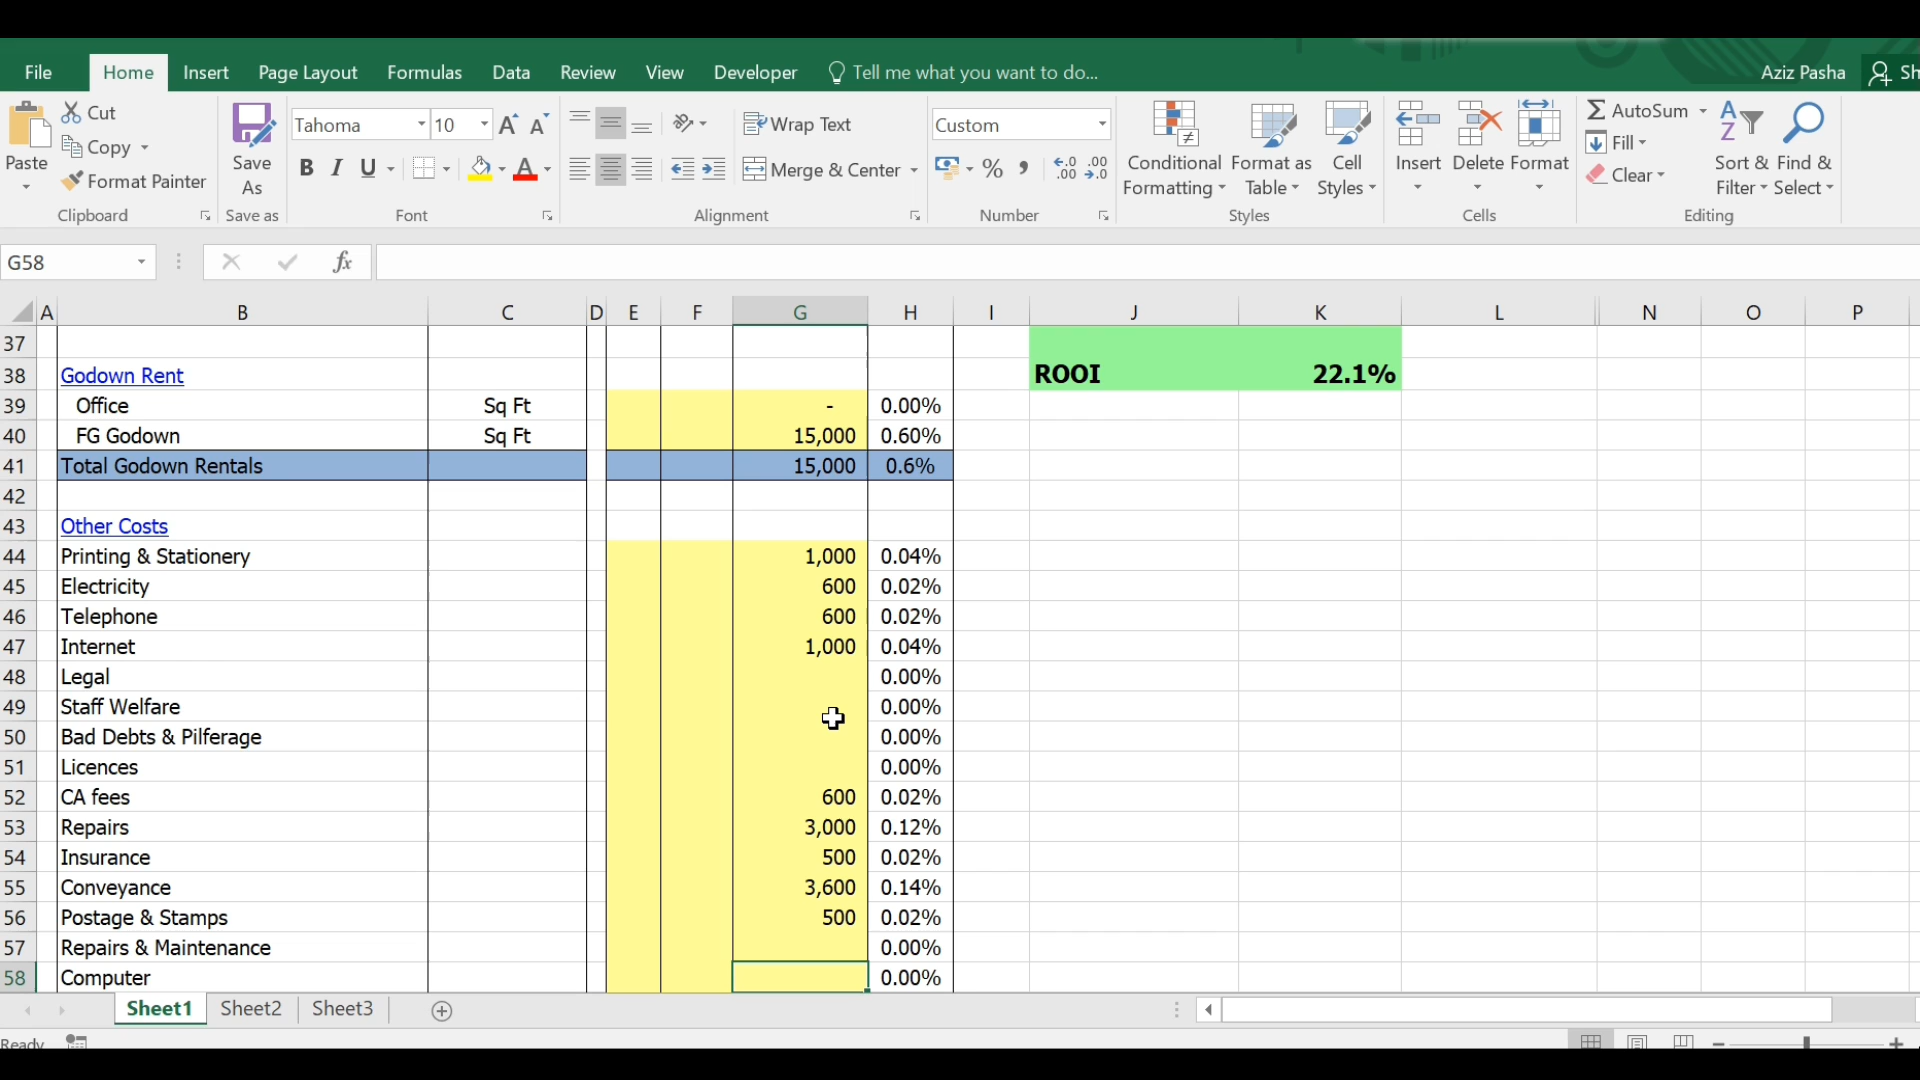 File Home Insert Page Layout Formulas Data Review View Developer Tell me what you want to do... Aziz Pasha Sh
Paste Cut Copy Format Painter Clipboard
Save As Save as
Tahoma 10 A A B I U A Font
Wrap Text Merge & Center Alignment
Custom % , .0 .00 .00 .0 Number
Conditional Formatting Format as Table Cell Styles Styles
Insert Delete Format Cells
AutoSum Fill Clear Sort & Filter Find & Select Editing
G58 fx
A B C D E F G H I J K L N O P
37
38 Godown Rent ROOI 22.1%
39 Office Sq Ft - 0.00%
40 FG Godown Sq Ft 15,000 0.60%
41 Total Godown Rentals 15,000 0.6%
42
43 Other Costs
44 Printing & Stationery 1,000 0.04%
45 Electricity 600 0.02%
46 Telephone 600 0.02%
47 Internet 1,000 0.04%
48 Legal 0.00%
49 Staff Welfare 0.00%
50 Bad Debts & Pilferage 0.00%
51 Licences 0.00%
52 CA fees 600 0.02%
53 Repairs 3,000 0.12%
54 Insurance 500 0.02%
55 Conveyance 3,600 0.14%
56 Postage & Stamps 500 0.02%
57 Repairs & Maintenance 0.00%
58 Computer 0.00%
Sheet1 Sheet2 Sheet3
Ready